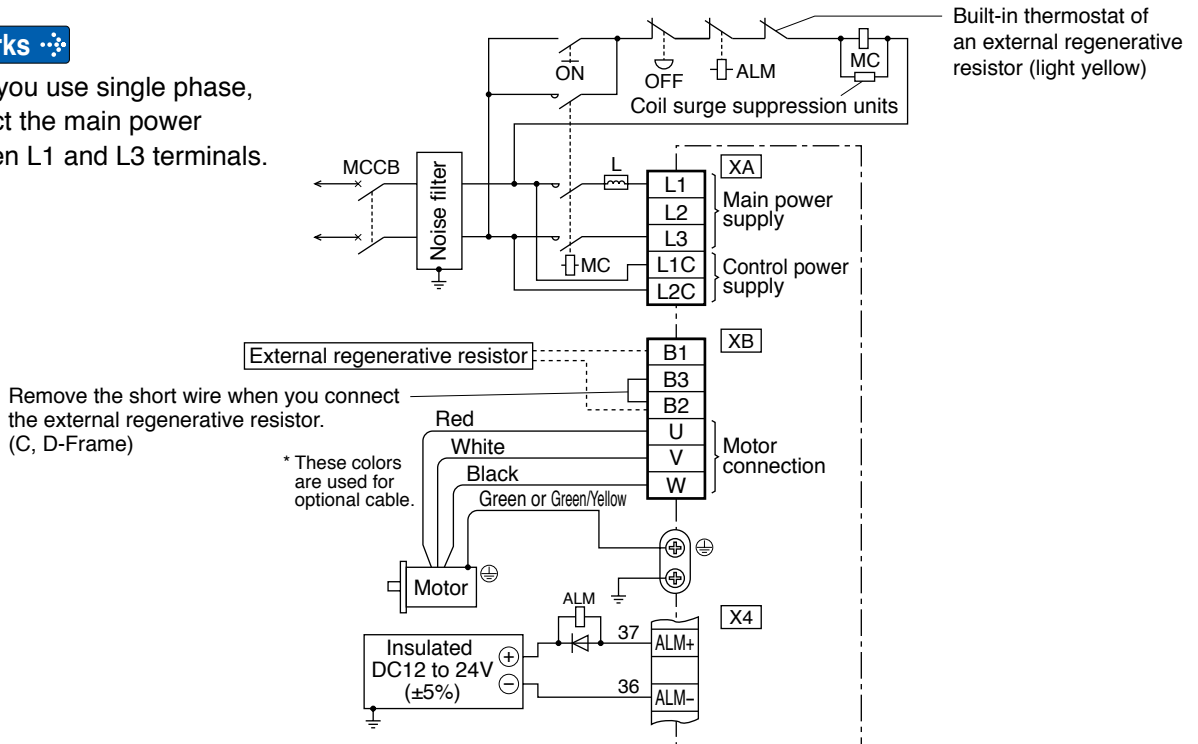 rks
you use single phase,
ct the main power
en L1 and L3 terminals.
Built-in thermostat of
an external regenerative
resistor (light yellow)
ON
OFF
ALM
MC
Coil surge suppression units
MCCB
Noise filter
L
MC
XA
L1
L2
L3
L1C
L2C
Main power
supply
Control power
supply
XB
External regenerative resistor
B1
B3
B2
U
V
W
Remove the short wire when you connect
the external regenerative resistor.
(C, D-Frame)
Red
White
Black
Green or Green/Yellow
* These colors
are used for
optional cable.
Motor
connection
Motor
ALM
X4
Insulated
DC12 to 24V
(±5%)
+
−
37
ALM+
36
ALM−